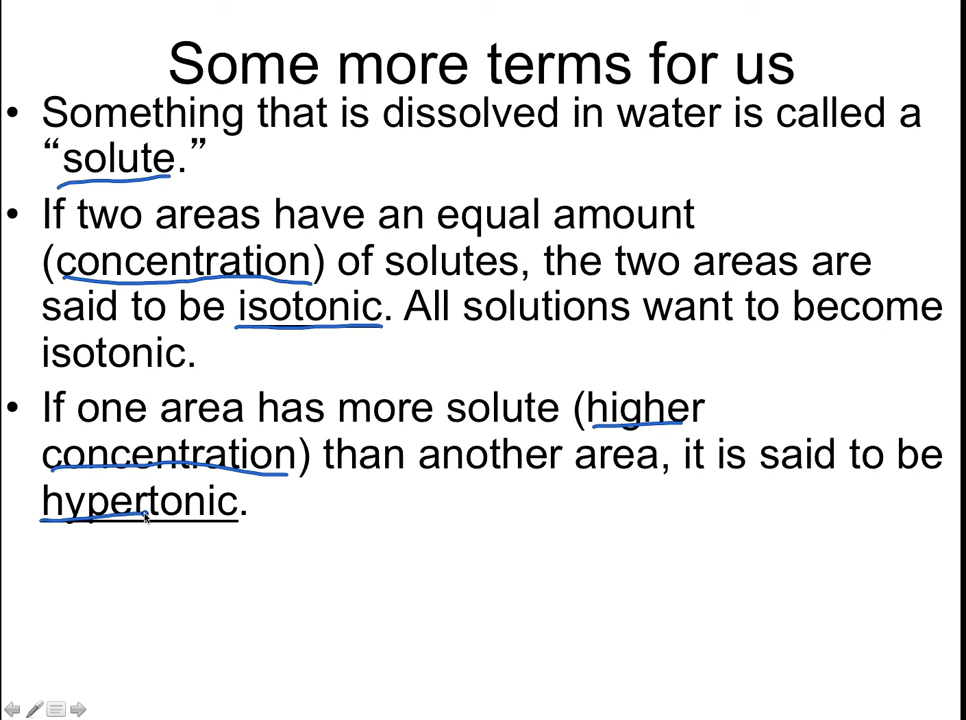 Some more terms for us
• Something that is dissolved in water is called a
“solute.”
• If two areas have an equal amount
(concentration) of solutes, the two areas are
said to be isotonic. All solutions want to become
isotonic.
• If one area has more solute (higher
concentration) than another area, it is said to be
hypertonic.